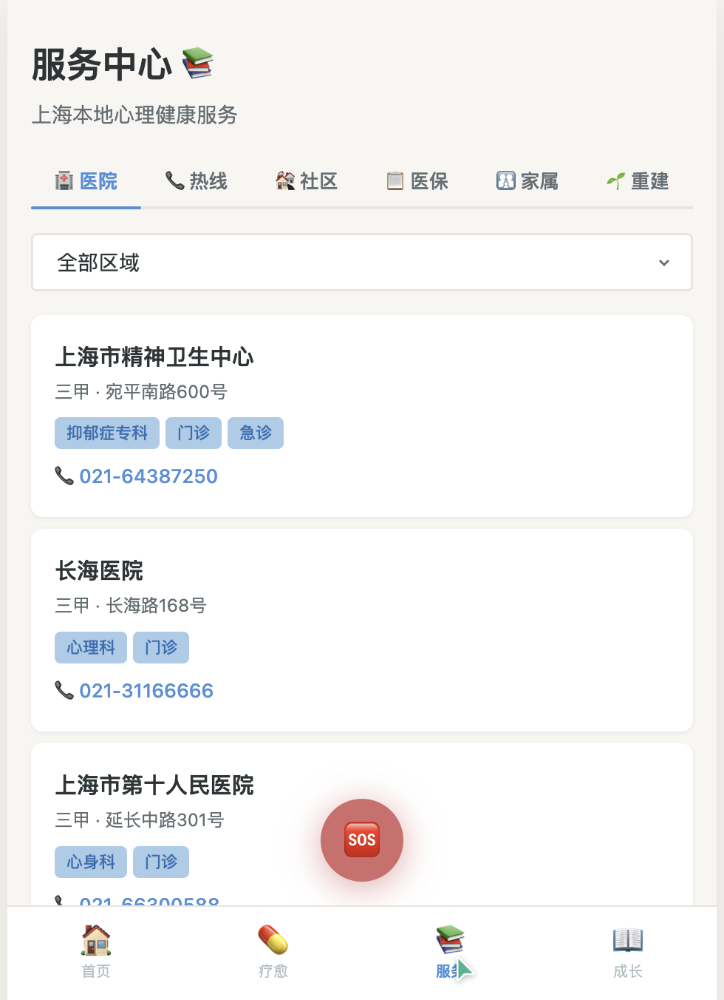 服务中心
上海本地心理健康服务
医院 热线 社区 医保 家属 重建
全部区域
上海市精神卫生中心
三甲 · 宛平南路600号
抑郁症专科 门诊 急诊
021-64387250
长海医院
三甲 · 长海路168号
心理科 门诊
021-31166666
上海市第十人民医院
三甲 · 延长中路301号
心身科 门诊
021-66300588
SOS
首页 疗愈 服务 成长